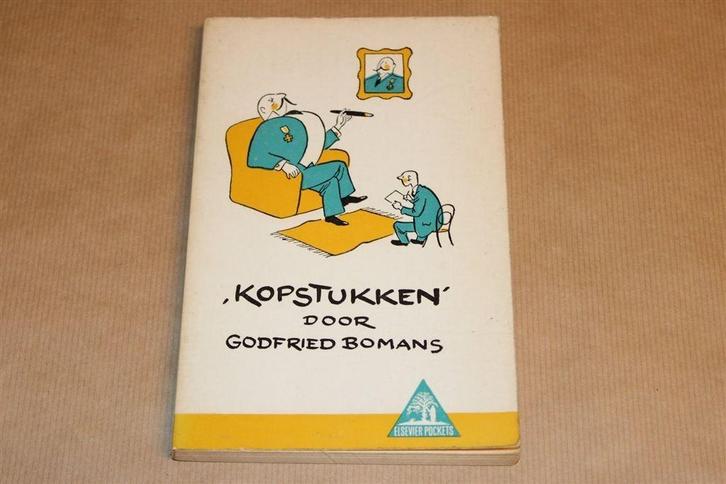 ‚KOPSTUKKEN‘
DOOR
GODFRIED BOMANS
ELSEVIER POCKETS